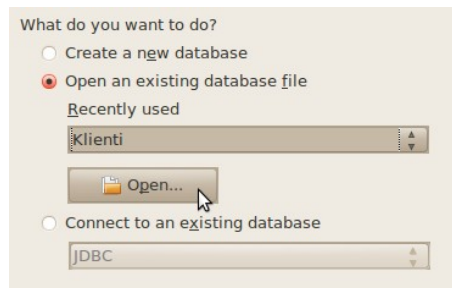 What do you want to do?
Create a new database
Open an existing database file
Recently used
Klienti
Open...
Connect to an existing database
JDBC